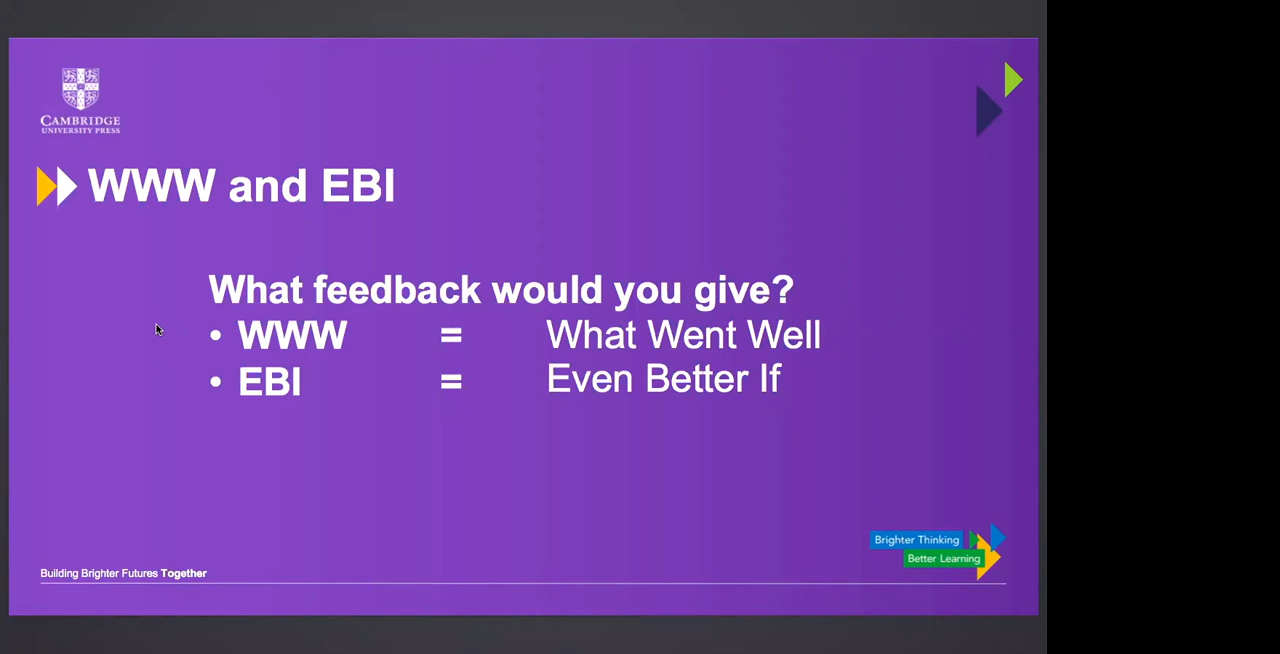 CAMBRIDGE
UNIVERSITY PRESS
WWW and EBI
What feedback would you give?
• WWW = What Went Well
• EBI = Even Better If
Brighter Thinking
Better Learning
Building Brighter Futures Together